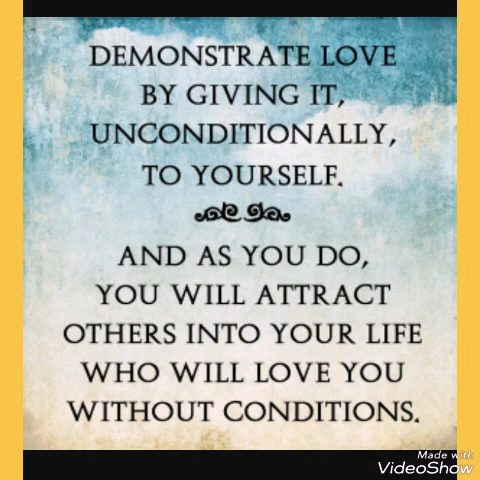 DEMONSTRATE LOVE
BY GIVING IT,
UNCONDITIONALLY,
TO YOURSELF.
AND AS YOU DO,
YOU WILL ATTRACT
OTHERS INTO YOUR LIFE
WHO WILL LOVE YOU
WITHOUT CONDITIONS.
Made with
VideoShow